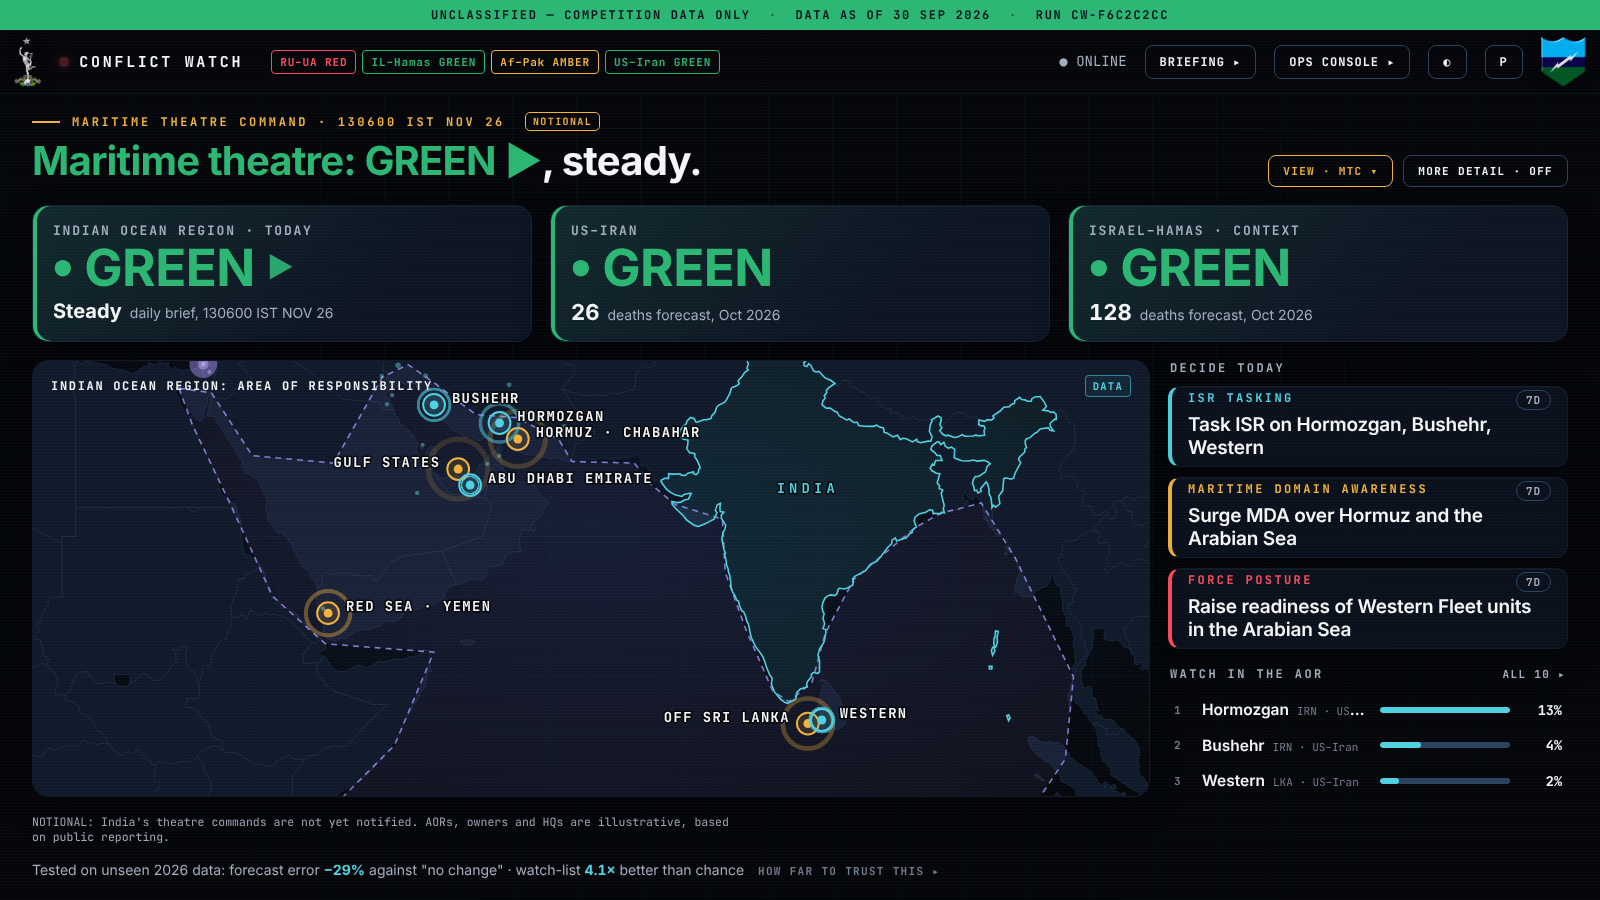 UNCLASSIFIED — COMPETITION DATA ONLY · DATA AS OF 30 SEP 2026 · RUN CW-F6C2C2CC
CONFLICT WATCH
RU-UA RED
IL-Hamas GREEN
Af-Pak AMBER
US-Iran GREEN
● ONLINE
BRIEFING ▸
OPS CONSOLE ▸
◐
P
MARITIME THEATRE COMMAND · 130600 IST NOV 26
NOTIONAL
Maritime theatre: GREEN ▶, steady.
VIEW · MTC ▾
MORE DETAIL · OFF
INDIAN OCEAN REGION · TODAY
• GREEN ▶
Steady daily brief, 130600 IST NOV 26
US-IRAN
• GREEN
26 deaths forecast, Oct 2026
ISRAEL-HAMAS · CONTEXT
• GREEN
128 deaths forecast, Oct 2026
INDIAN OCEAN REGION: AREA OF RESPONSIBILITY
DATA
BUSHEHR
HORMOZGAN
HORMUZ · CHABAHAR
GULF STATES
ABU DHABI EMIRATE
INDIA
RED SEA · YEMEN
OFF SRI LANKA
WESTERN
DECIDE TODAY
ISR TASKING
7D
Task ISR on Hormozgan, Bushehr,
Western
MARITIME DOMAIN AWARENESS
7D
Surge MDA over Hormuz and the
Arabian Sea
FORCE POSTURE
7D
Raise readiness of Western Fleet units
in the Arabian Sea
WATCH IN THE AOR
ALL 10 ▸
1 Hormozgan IRN · US... 13%
2 Bushehr IRN · US-Iran 4%
3 Western LKA · US-Iran 2%
NOTIONAL: India's theatre commands are not yet notified. AORs, owners and HQs are illustrative, based
on public reporting.
Tested on unseen 2026 data: forecast error −29% against "no change" · watch-list 4.1× better than chance HOW FAR TO TRUST THIS ▸